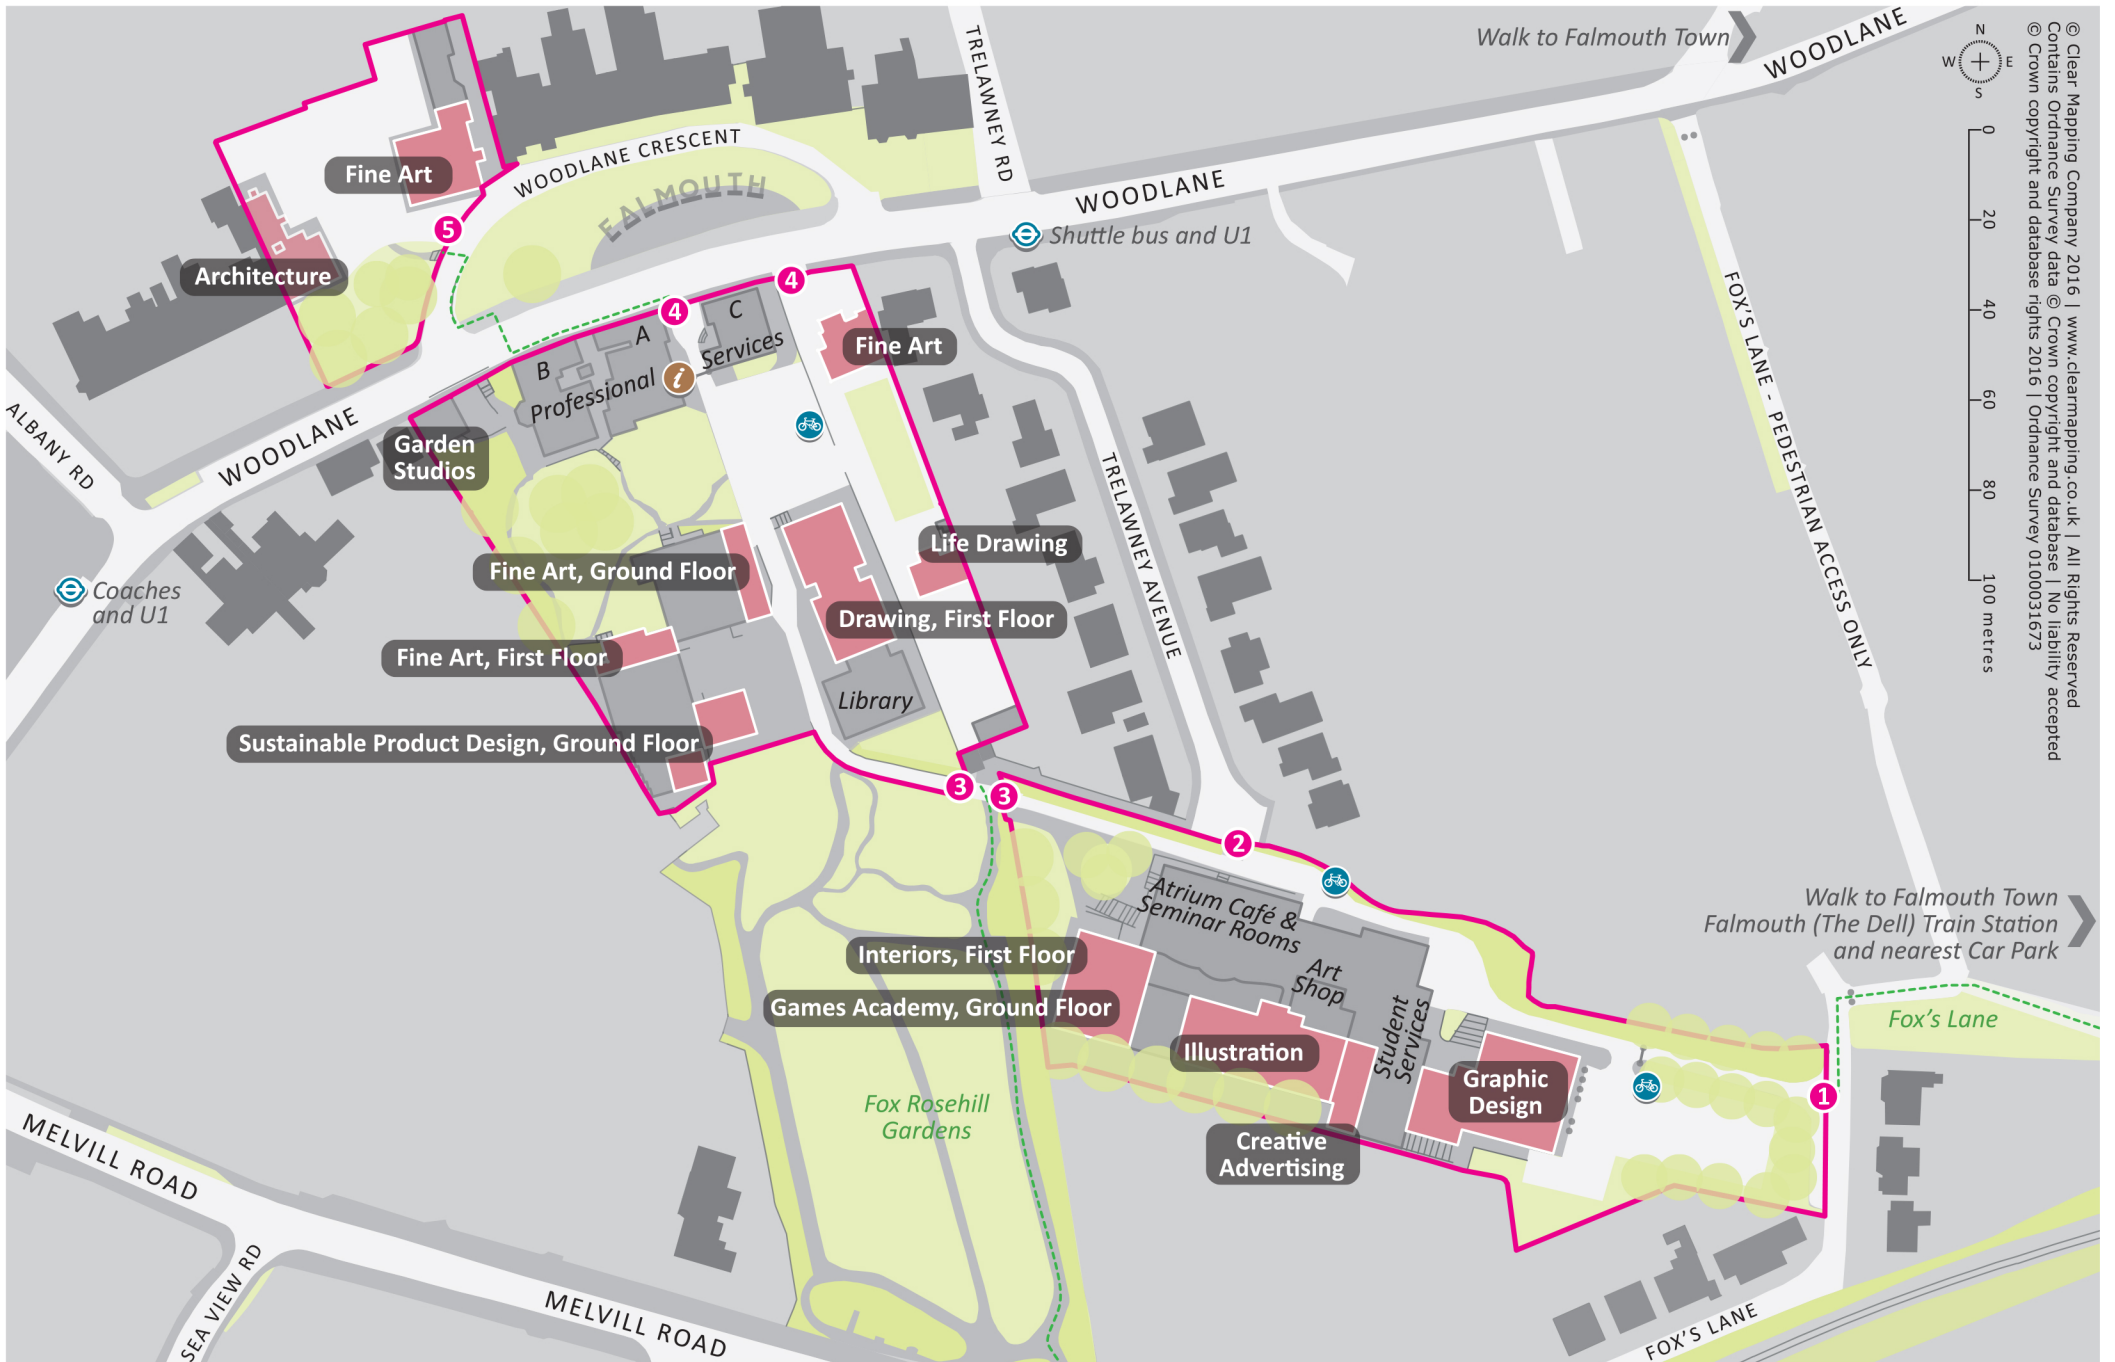 Walk to Falmouth Town
WOODLANE
TRELAWNEY RD
N
W
E
S
© Clear Mapping Company 2016 | www.clearmapping.co.uk | All Rights Reserved
Contains Ordnance Survey data © Crown copyright and database | No liability accepted
© Crown copyright and database rights 2016 | Ordnance Survey 0100031673
0
20
40
60
80
100 metres
WOODLANE CRESCENT
FALMOUTH
Fine Art
5
WOODLANE
Shuttle bus and U1
Architecture
4
4
C
A
B
Professional
Services
i
Fine Art
FOX'S LANE - PEDESTRIAN ACCESS ONLY
ALBANY RD
WOODLANE
Garden
Studios
TRELAWNEY AVENUE
Life Drawing
Fine Art, Ground Floor
Coaches
and U1
Drawing, First Floor
Fine Art, First Floor
Library
Sustainable Product Design, Ground Floor
3
3
2
Atrium Café &
Seminar Rooms
Walk to Falmouth Town
Falmouth (The Dell) Train Station
and nearest Car Park
Interiors, First Floor
Art
Shop
Games Academy, Ground Floor
Student
Services
Fox's Lane
Illustration
Graphic
Design
1
Fox Rosehill
Gardens
Creative
Advertising
MELVILL ROAD
SEA VIEW RD
MELVILL ROAD
FOX'S LANE